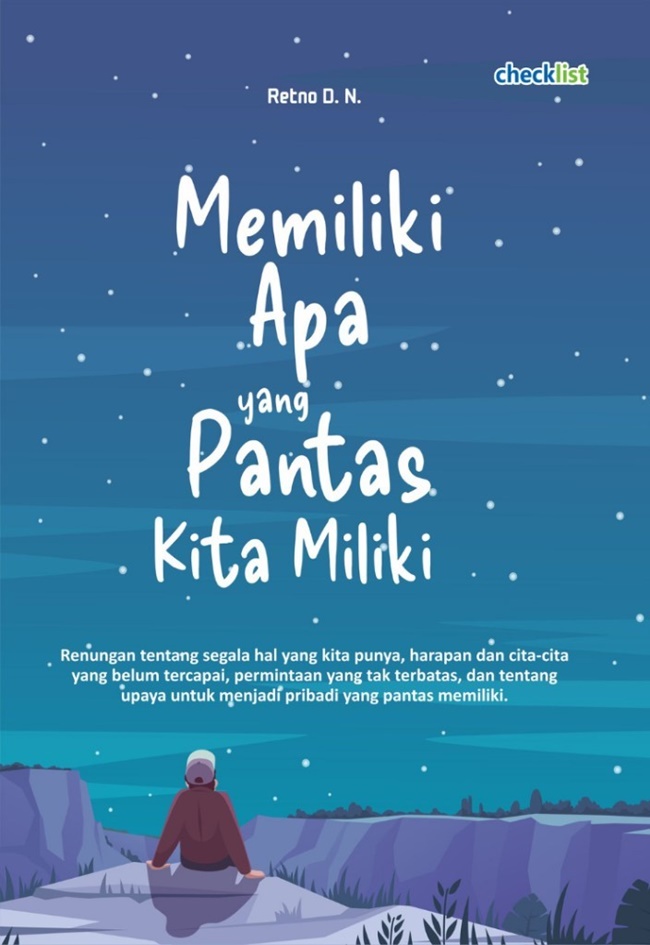 checklist
Retno D. N.
Memiliki
Apa
yang
Pantas
Kita Miliki
Renungan tentang segala hal yang kita punya, harapan dan cita-cita
yang belum tercapai, permintaan yang tak terbatas, dan tentang
upaya untuk menjadi pribadi yang pantas memiliki.